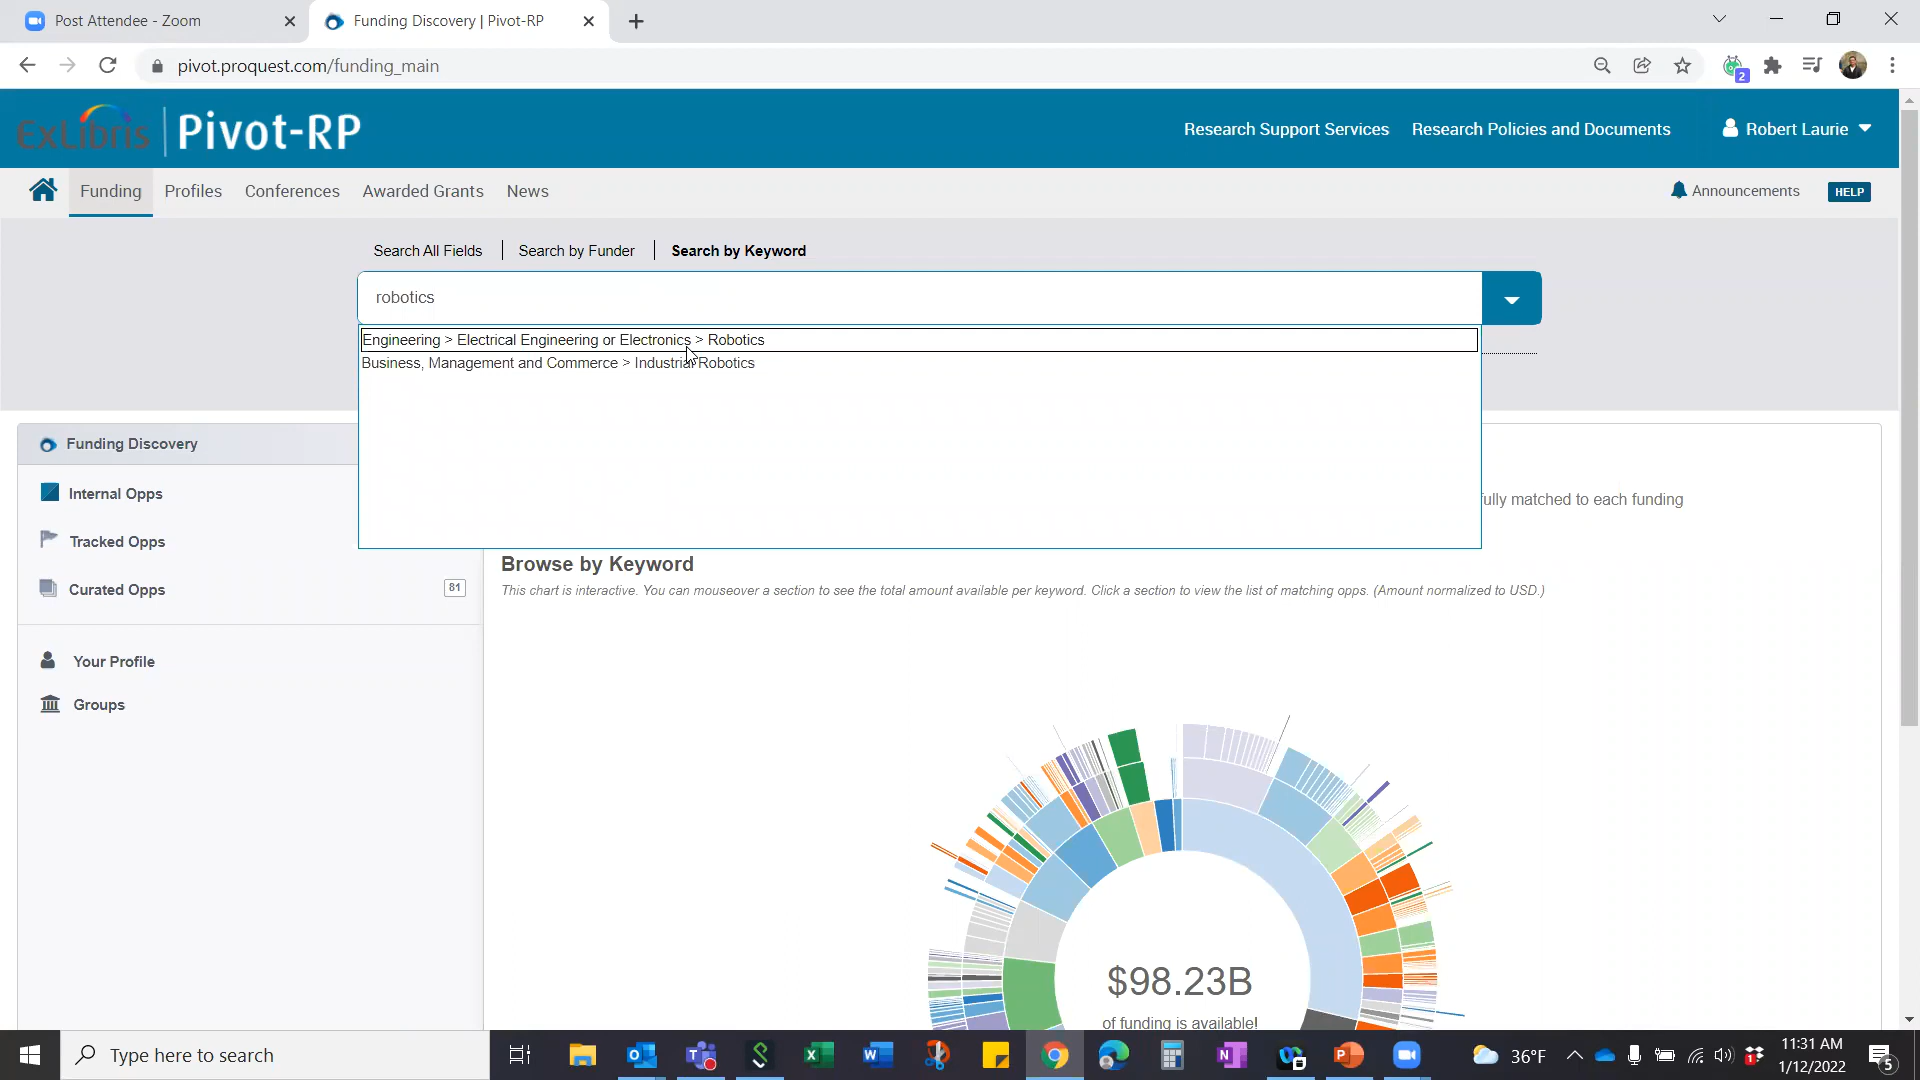 Post Attendee - Zoom
Funding Discovery | Pivot-RP
pivot.proquest.com/funding_main
2
ExLibris | Pivot-RP
Research Support Services
Research Policies and Documents
Robert Laurie
Funding
Profiles
Conferences
Awarded Grants
News
Announcements
HELP
Search All Fields
Search by Funder
Search by Keyword
robotics
Engineering > Electrical Engineering or Electronics > Robotics
Business, Management and Commerce > Industrial Robotics
Funding Discovery
Internal Opps
Tracked Opps
Curated Opps
81
Your Profile
Groups
fully matched to each funding
Browse by Keyword
This chart is interactive. You can mouseover a section to see the total amount available per keyword. Click a section to view the list of matching opps. (Amount normalized to USD.)
$98.23B
of funding is available!
Type here to search
36°F
11:31 AM
1/12/2022
5